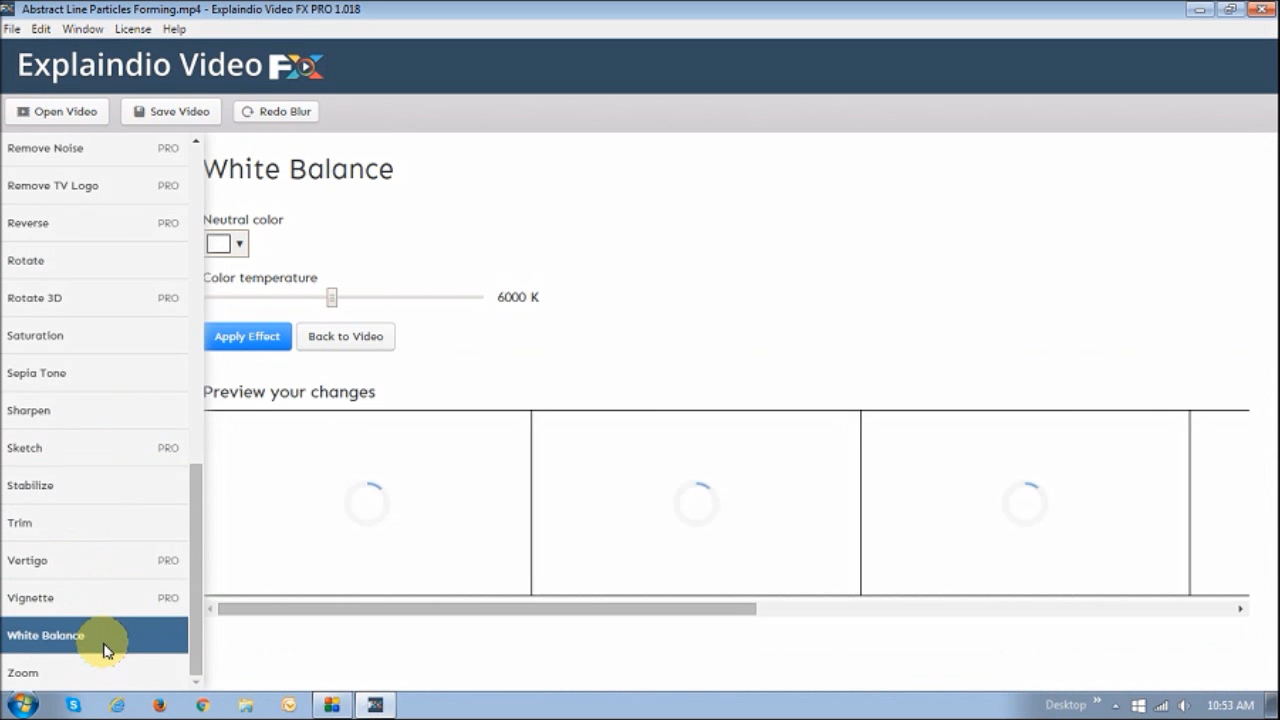 Abstract Line Particles Forming.mp4 - Explaindio Video FX PRO 1.018
File Edit Window License Help
Explaindio Video FX
Open Video Save Video Redo Blur
Remove Noise PRO
Remove TV Logo PRO
Reverse PRO
Rotate
Rotate 3D PRO
Saturation
Sepia Tone
Sharpen
Sketch PRO
Stabilize
Trim
Vertigo PRO
Vignette PRO
White Balance
Zoom
White Balance
Neutral color
Color temperature
6000 K
Apply Effect Back to Video
Preview your changes
Desktop » 10:53 AM